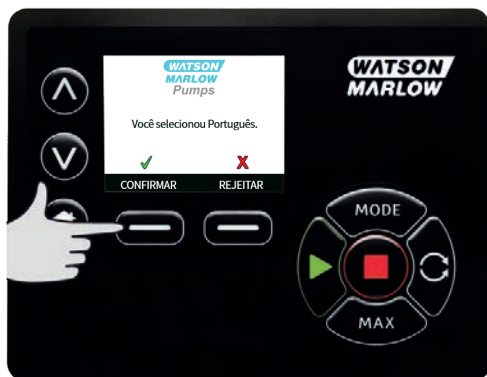 WATSON
MARLOW
Pumps
Você selecionou Português.
CONFIRMAR REJEITAR
WATSON
MARLOW
MODE
MAX